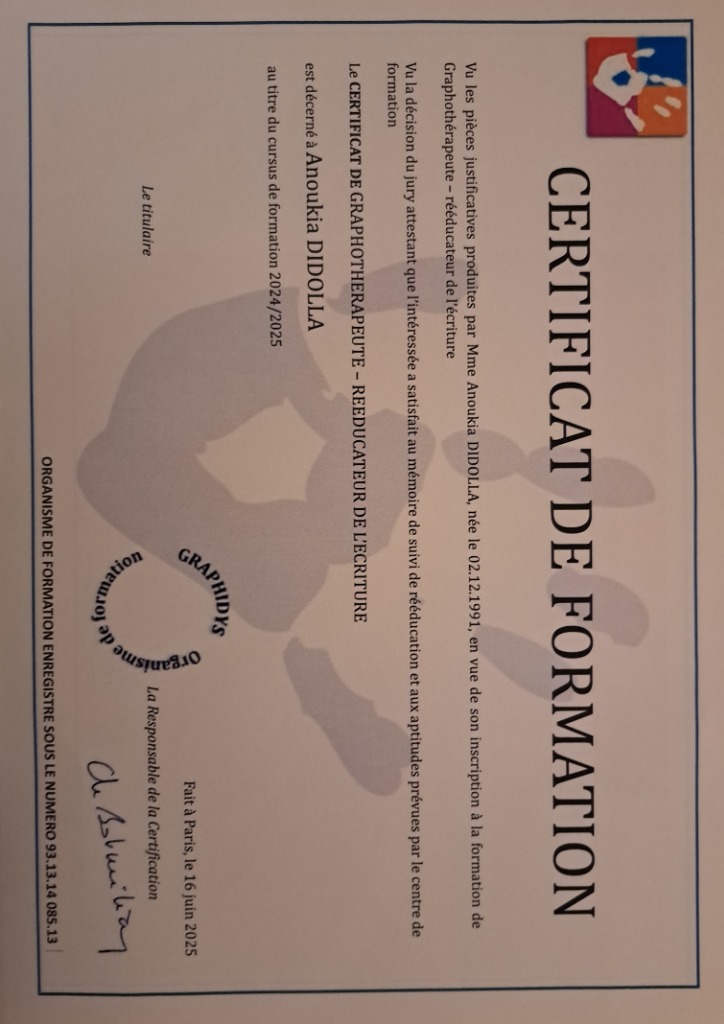 CERTIFICAT DE FORMATION
Vu les pièces justificatives produites par Mme Anoukia DIDOLLA, née le 02.12.1991, en vue de son inscription à la formation de
Graphothérapeute – rééducateur de l'écriture
Vu la décision du jury attestant que l'intéressée a satisfait au mémoire de suivi de rééducation et aux aptitudes prévues par le centre de
formation
Le CERTIFICAT DE GRAPHOTHERAPEUTE – REEDUCATEUR DE L'ECRITURE
est décerné à Anoukia DIDOLLA
au titre du cursus de formation 2024/2025
Fait à Paris, le 16 juin 2025
Le titulaire
La Responsable de la Certification
GRAPHIDYS
Organisme de formation
ORGANISME DE FORMATION ENREGISTRE SOUS LE NUMERO 93.13.14 085.13